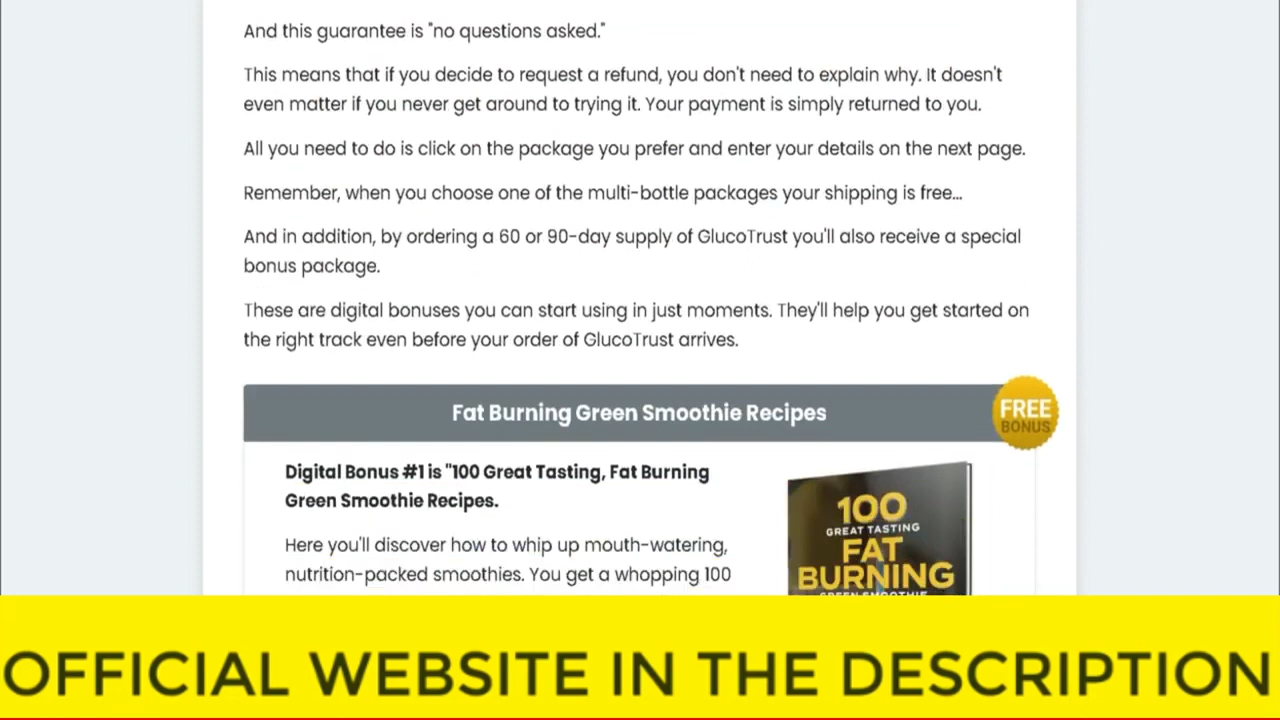 And this guarantee is "no questions asked."
This means that if you decide to request a refund, you don't need to explain why. It doesn't
even matter if you never get around to trying it. Your payment is simply returned to you.
All you need to do is click on the package you prefer and enter your details on the next page.
Remember, when you choose one of the multi-bottle packages your shipping is free...
And in addition, by ordering a 60 or 90-day supply of GlucoTrust you'll also receive a special
bonus package.
These are digital bonuses you can start using in just moments. They'll help you get started on
the right track even before your order of GlucoTrust arrives.
Fat Burning Green Smoothie Recipes
FREE
BONUS
Digital Bonus #1 is "100 Great Tasting, Fat Burning
Green Smoothie Recipes.
Here you'll discover how to whip up mouth-watering,
nutrition-packed smoothies. You get a whopping 100
100
GREAT TASTING
FAT
BURNING
GREEN SMOOTHIE
OFFICIAL WEBSITE IN THE DESCRIPTION